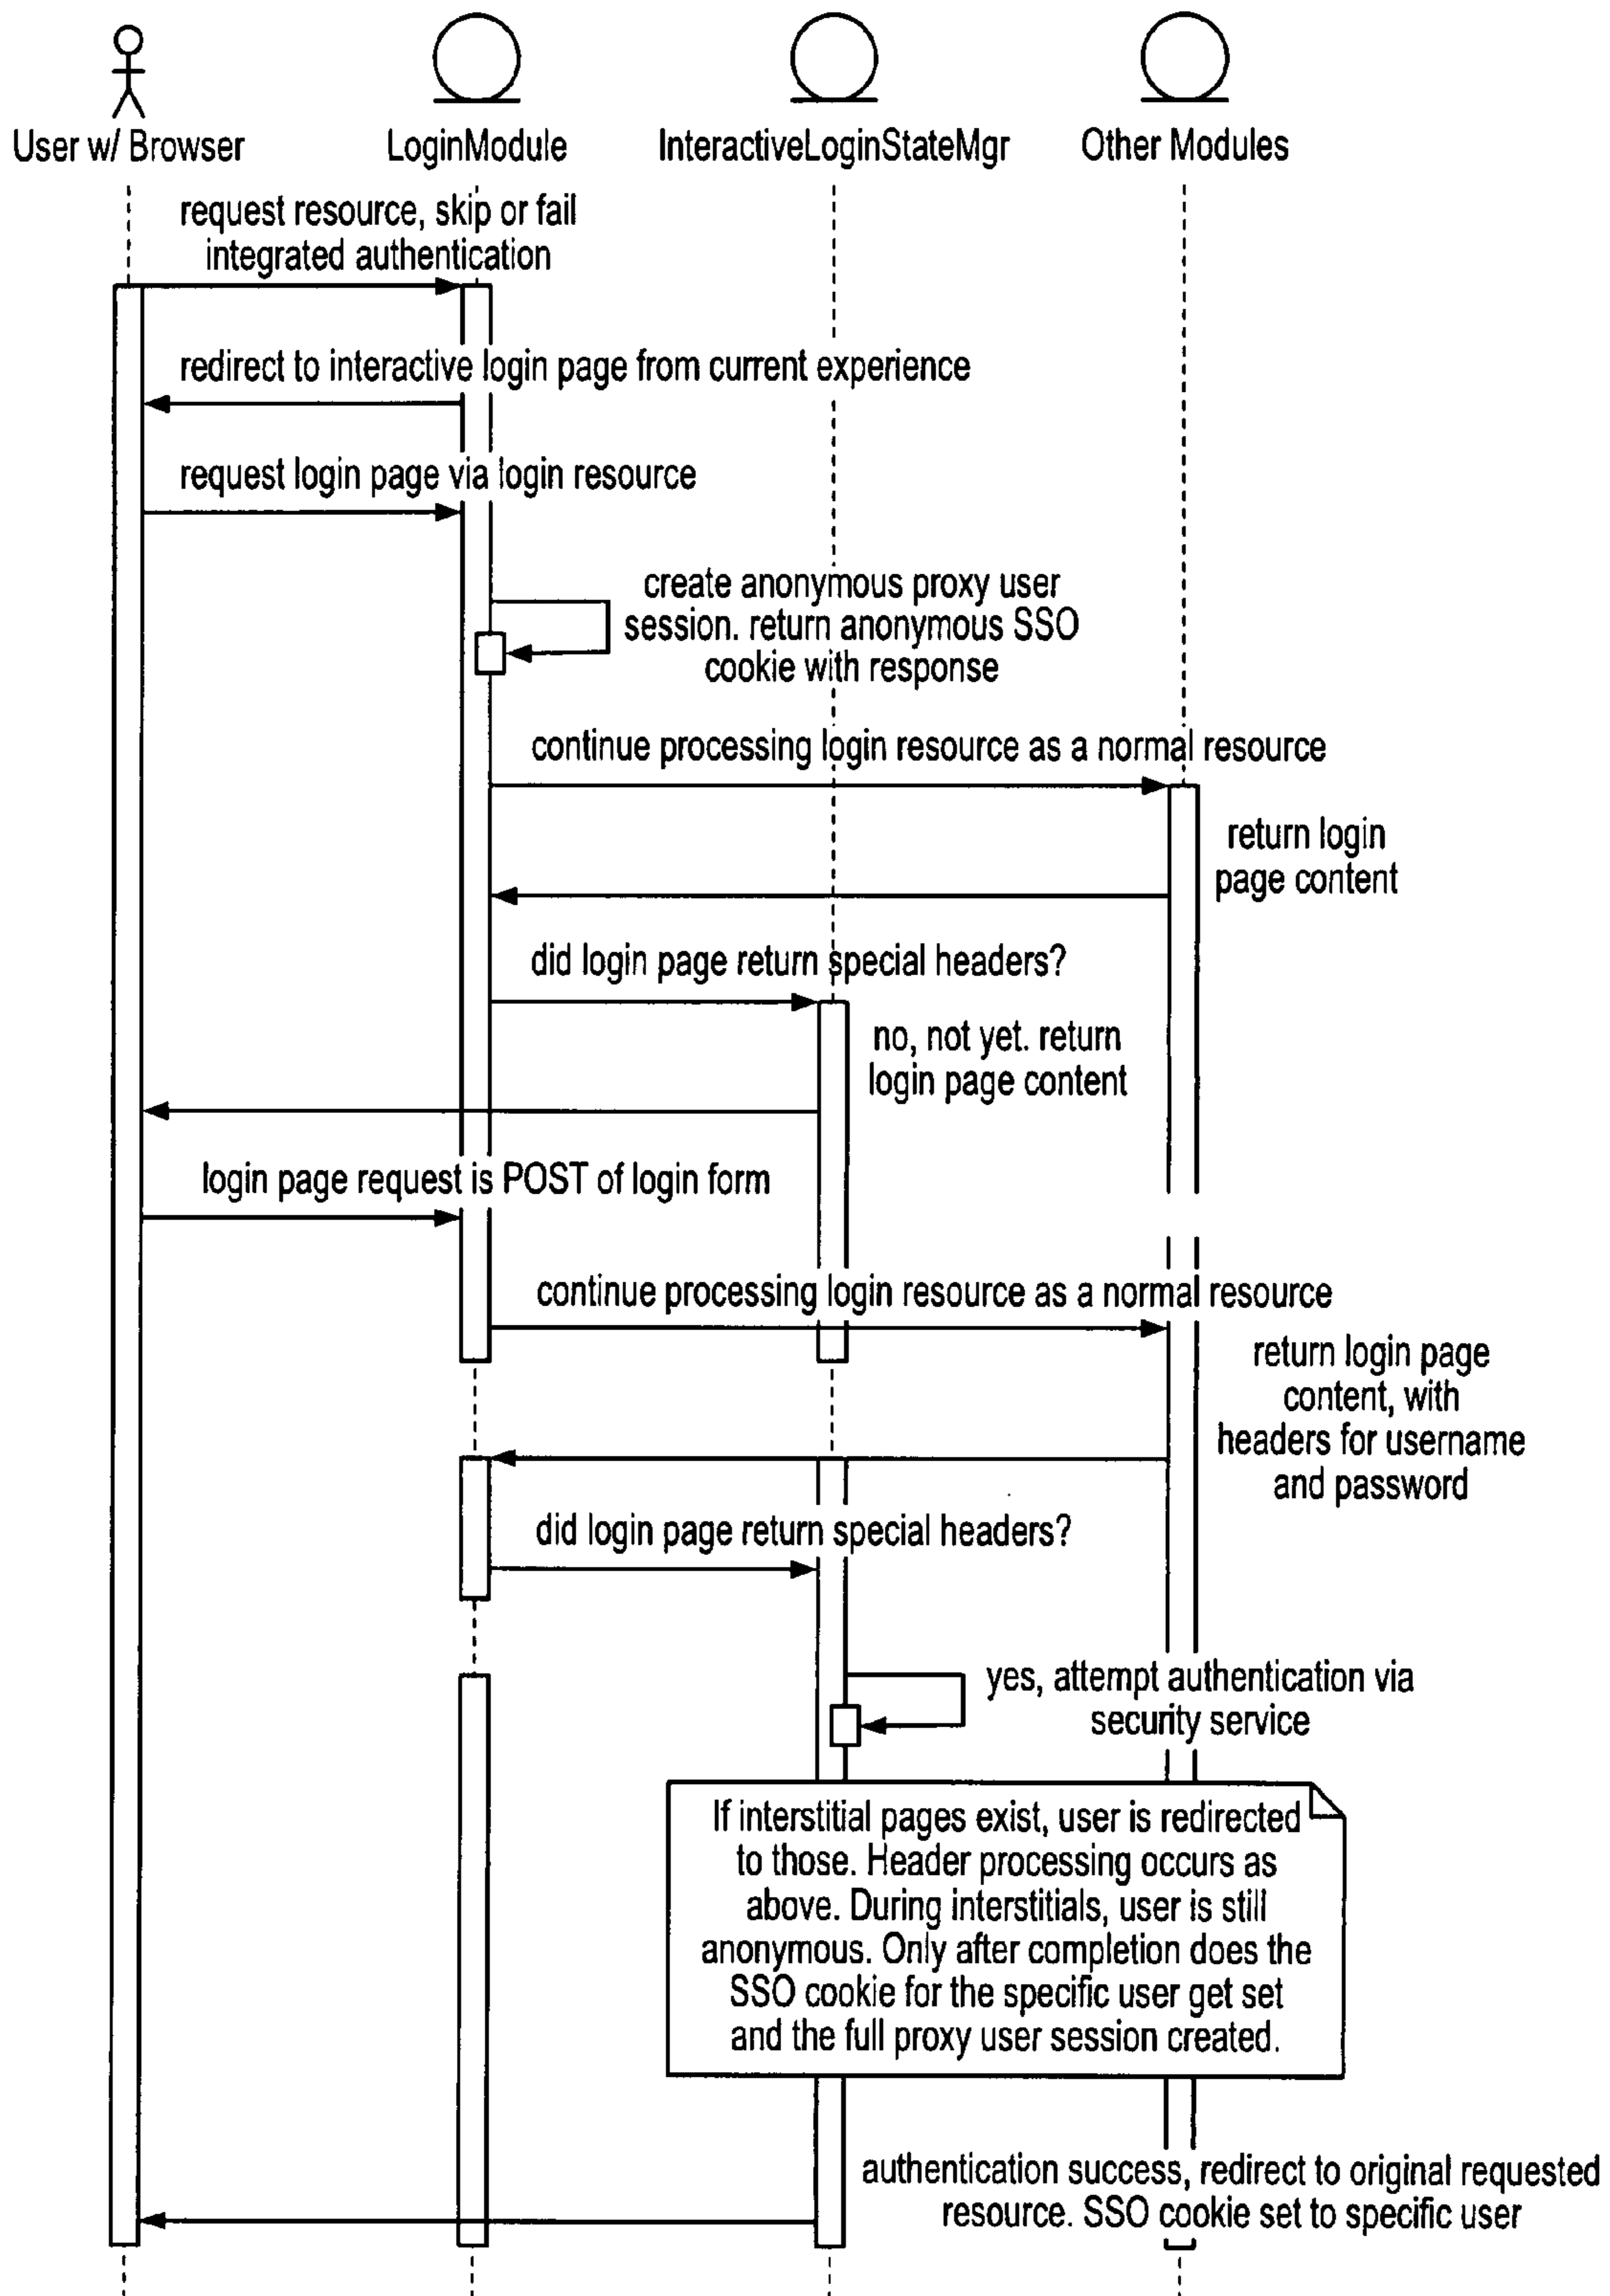 User w/ Browser
LoginModule
InteractiveLoginStateMgr
Other Modules
request resource, skip or fail
integrated authentication
redirect to interactive login page from current experience
request login page via login resource
create anonymous proxy user
session. return anonymous SSO
cookie with response
continue processing login resource as a normal resource
return login
page content
did login page return special headers?
no, not yet. return
login page content
login page request is POST of login form
continue processing login resource as a normal resource
return login page
content, with
headers for username
and password
did login page return special headers?
yes, attempt authentication via
security service
If interstitial pages exist, user is redirected
to those. Header processing occurs as
above. During interstitials, user is still
anonymous. Only after completion does the
SSO cookie for the specific user get set
and the full proxy user session created.
authentication success, redirect to original requested
resource. SSO cookie set to specific user